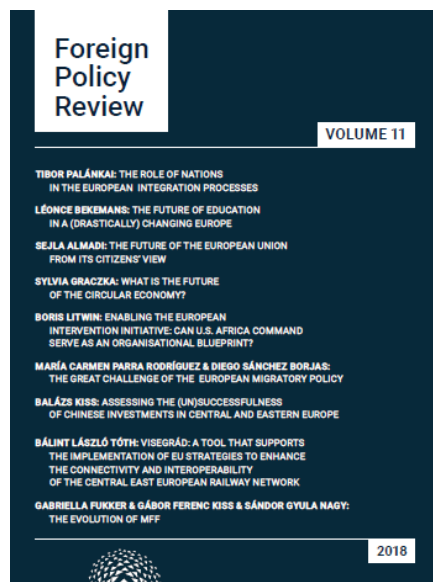 Foreign
Policy
Review
VOLUME 11
TIBOR PALÁNKAI: THE ROLE OF NATIONS
IN THE EUROPEAN INTEGRATION PROCESSES
LÉONCE BEKEMANS: THE FUTURE OF EDUCATION
IN A (DRASTICALLY) CHANGING EUROPE
SEJLA ALMADI: THE FUTURE OF THE EUROPEAN UNION
FROM ITS CITIZENS' VIEW
SYLVIA GRACZKA: WHAT IS THE FUTURE
OF THE CIRCULAR ECONOMY?
BORIS LITWIN: ENABLING THE EUROPEAN
INTERVENTION INITIATIVE: CAN U.S. AFRICA COMMAND
SERVE AS AN ORGANISATIONAL BLUEPRINT?
MARÍA CARMEN PARRA RODRÍGUEZ & DIEGO SÁNCHEZ BORJAS:
THE GREAT CHALLENGE OF THE EUROPEAN MIGRATORY POLICY
BALÁZS KISS: ASSESSING THE (UN)SUCCESSFULNESS
OF CHINESE INVESTMENTS IN CENTRAL AND EASTERN EUROPE
BÁLINT LÁSZLÓ TÓTH: VISEGRÁD: A TOOL THAT SUPPORTS
THE IMPLEMENTATION OF EU STRATEGIES TO ENHANCE
THE CONNECTIVITY AND INTEROPERABILITY
OF THE CENTRAL EAST EUROPEAN RAILWAY NETWORK
GABRIELLA FUKKER & GÁBOR FERENC KISS & SÁNDOR GYULA NAGY:
THE EVOLUTION OF MFF
2018